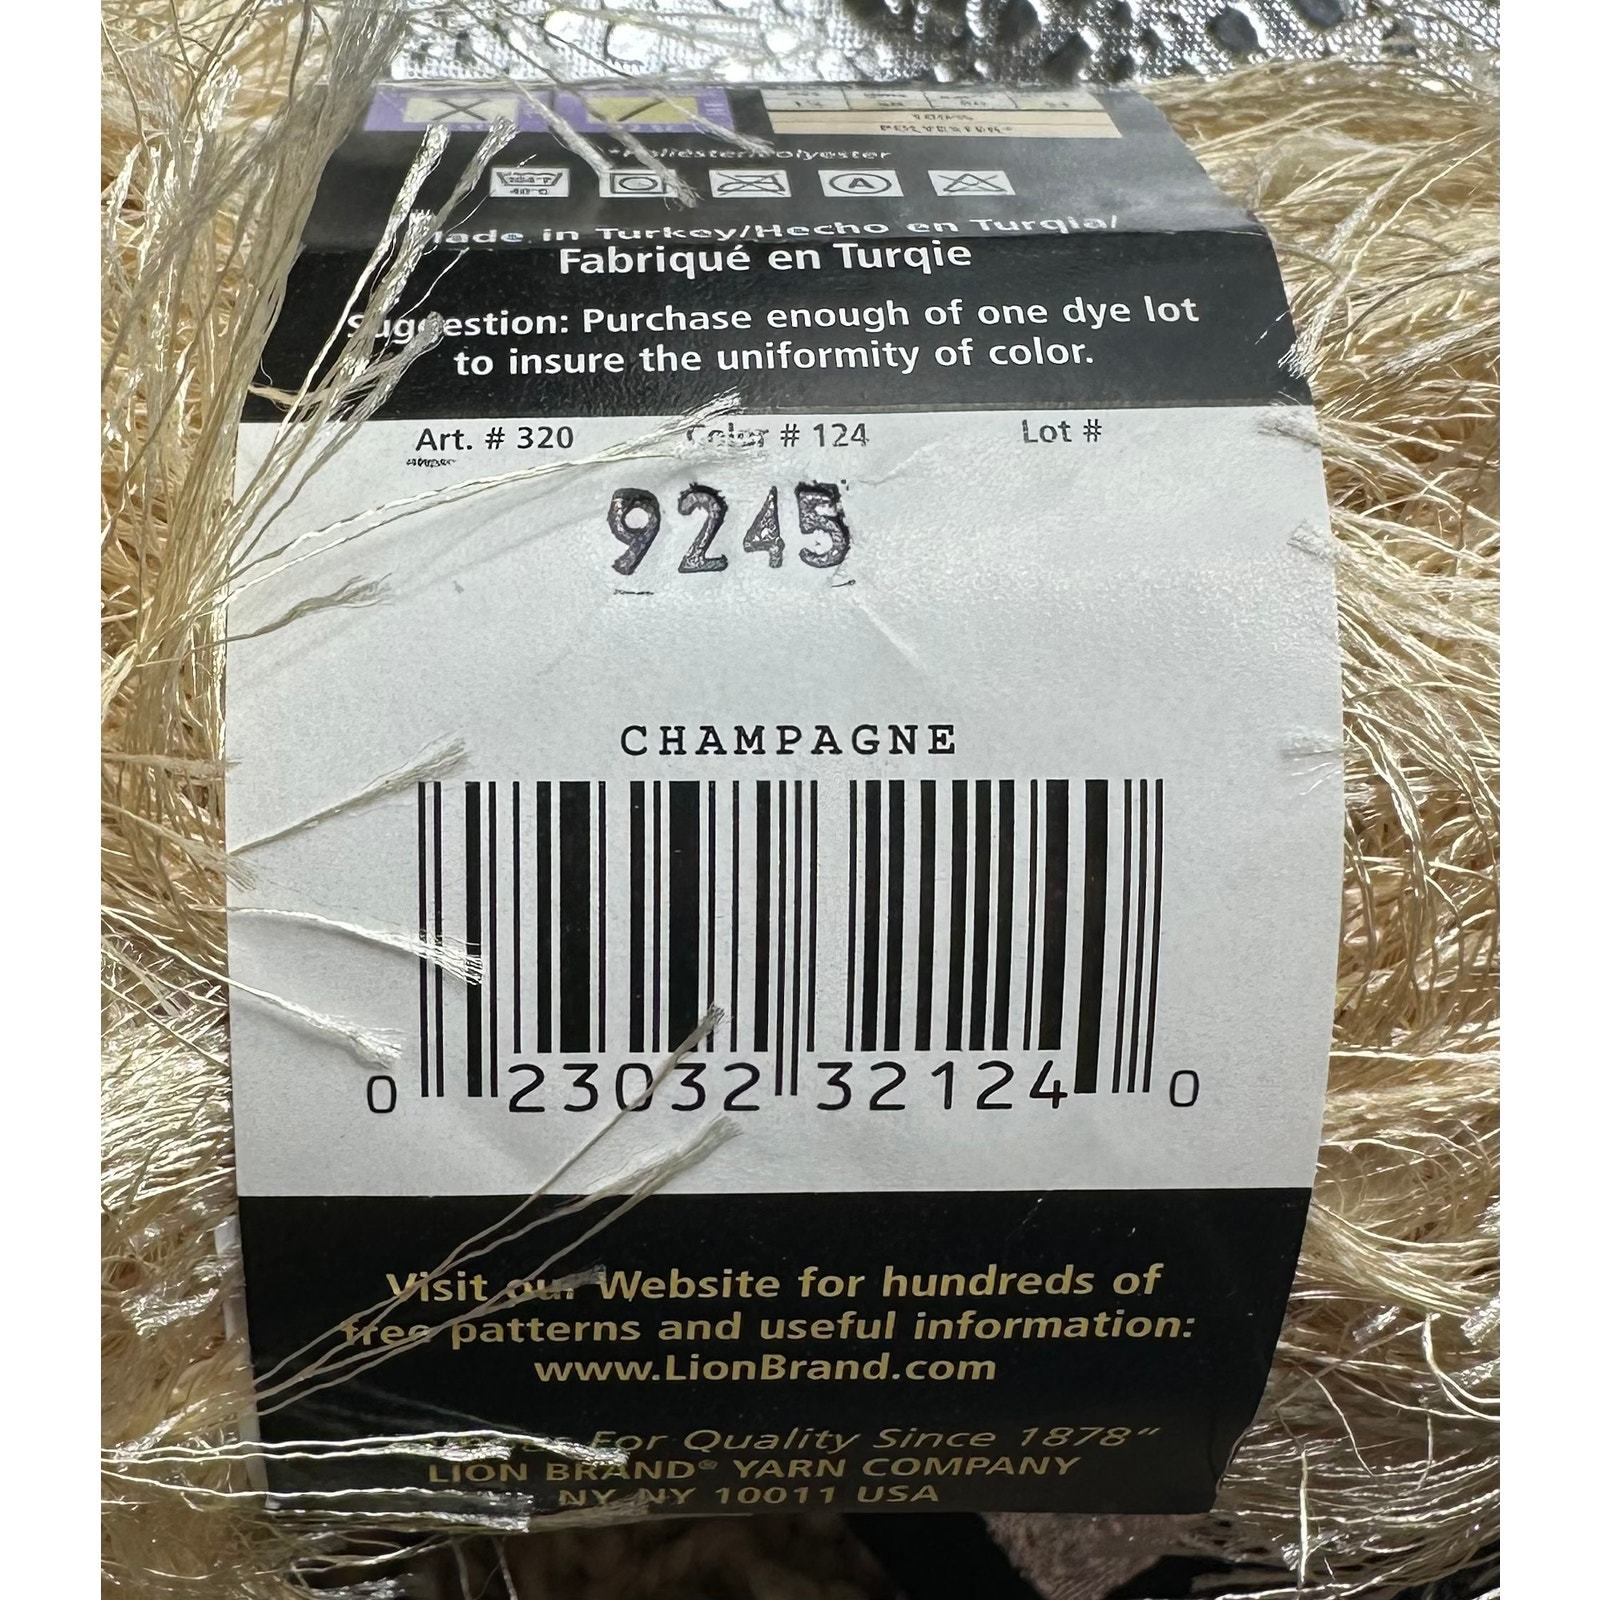 *Poliéster/Polyester
A
Made in Turkey/Hecho en Turqia/
Fabriqué en Turqie
Suggestion: Purchase enough of one dye lot
to insure the uniformity of color.
Art. # 320 Color # 124 Lot #
9245
CHAMPAGNE
0 23032 32124 0
Visit our Website for hundreds of
free patterns and useful information:
www.LionBrand.com
For Quality Since 1878"
LION BRAND® YARN COMPANY
NY NY 10011 USA